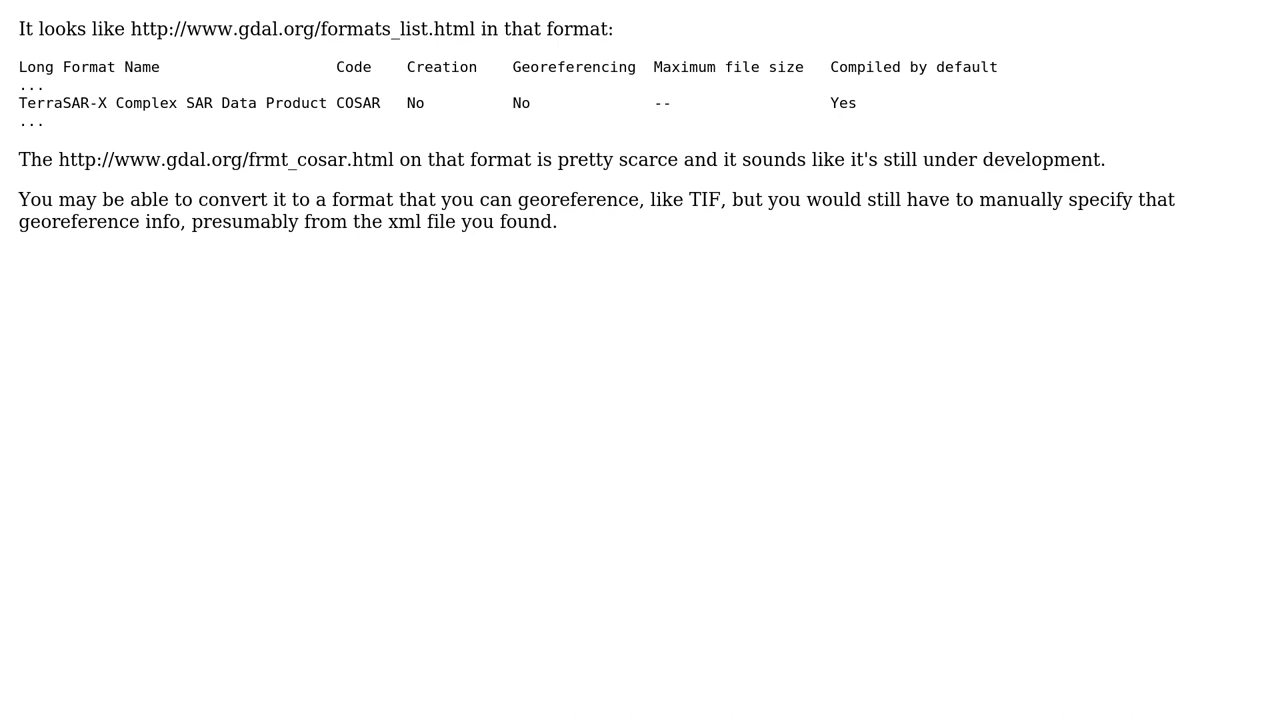 It looks like http://www.gdal.org/formats_list.html in that format:
Long Format Name                    Code    Creation    Georeferencing  Maximum file size   Compiled by default
...
TerraSAR-X Complex SAR Data Product COSAR   No          No              --                  Yes
...
The http://www.gdal.org/frmt_cosar.html on that format is pretty scarce and it sounds like it's still under development.
You may be able to convert it to a format that you can georeference, like TIF, but you would still have to manually specify that
georeference info, presumably from the xml file you found.